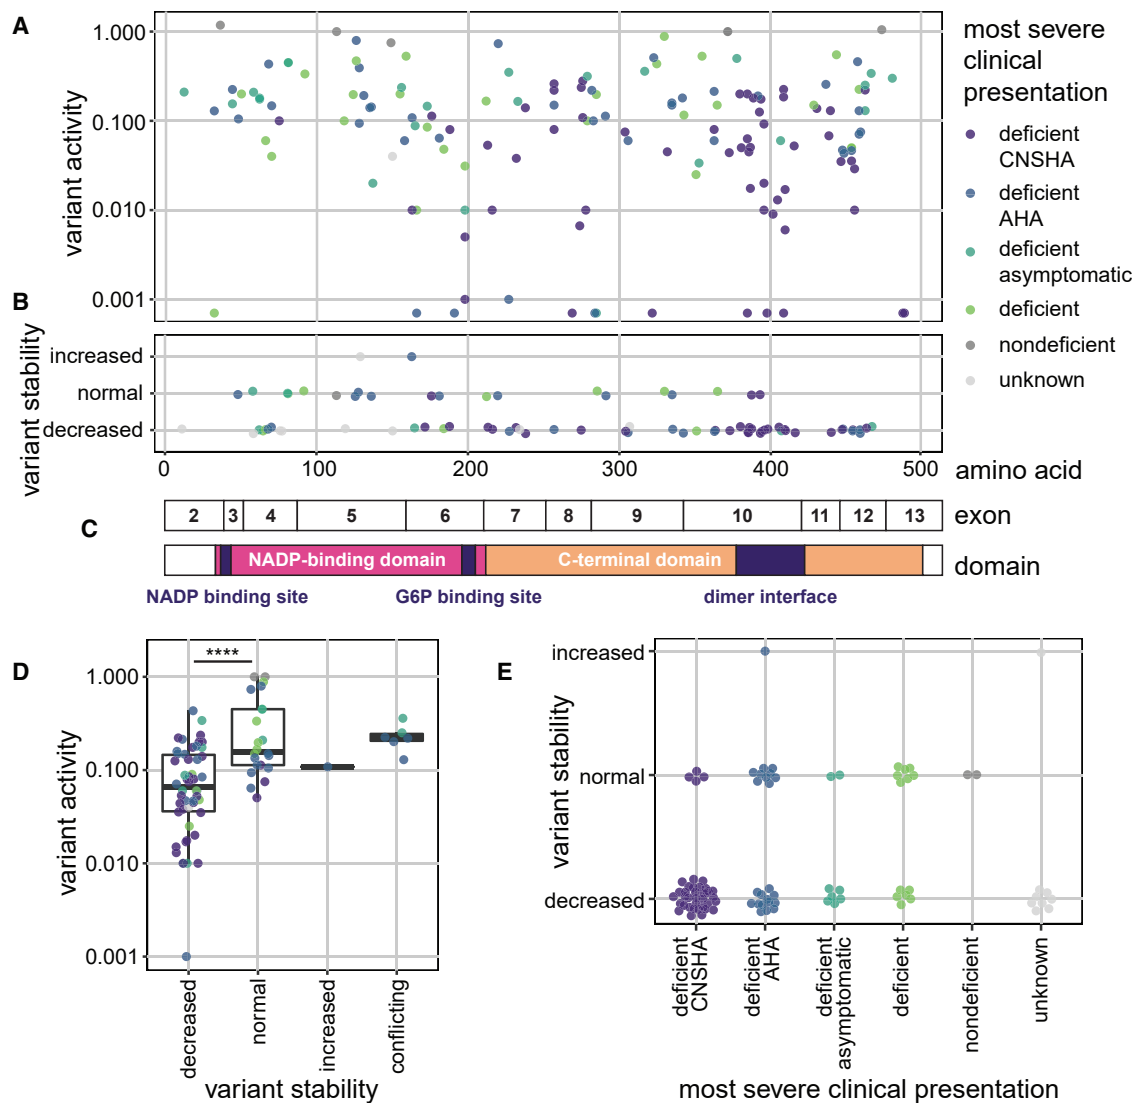 A
variant activity
1.000
0.100
0.010
0.001
most severe
clinical
presentation
deficient
CNSHA
deficient
AHA
deficient
asymptomatic
deficient
nondeficient
unknown
B
variant stability
increased
normal
decreased
0 100 200 300 400 500
amino acid
C
2 3 4 5 6 7 8 9 10 11 12 13
exon
NADP-binding domain C-terminal domain
domain
NADP binding site G6P binding site dimer interface
D
variant activity
****
1.000
0.100
0.010
0.001
decreased
normal
increased
conflicting
variant stability
E
variant stability
increased
normal
decreased
deficient
CNSHA
deficient
AHA
deficient
asymptomatic
deficient
nondeficient
unknown
most severe clinical presentation